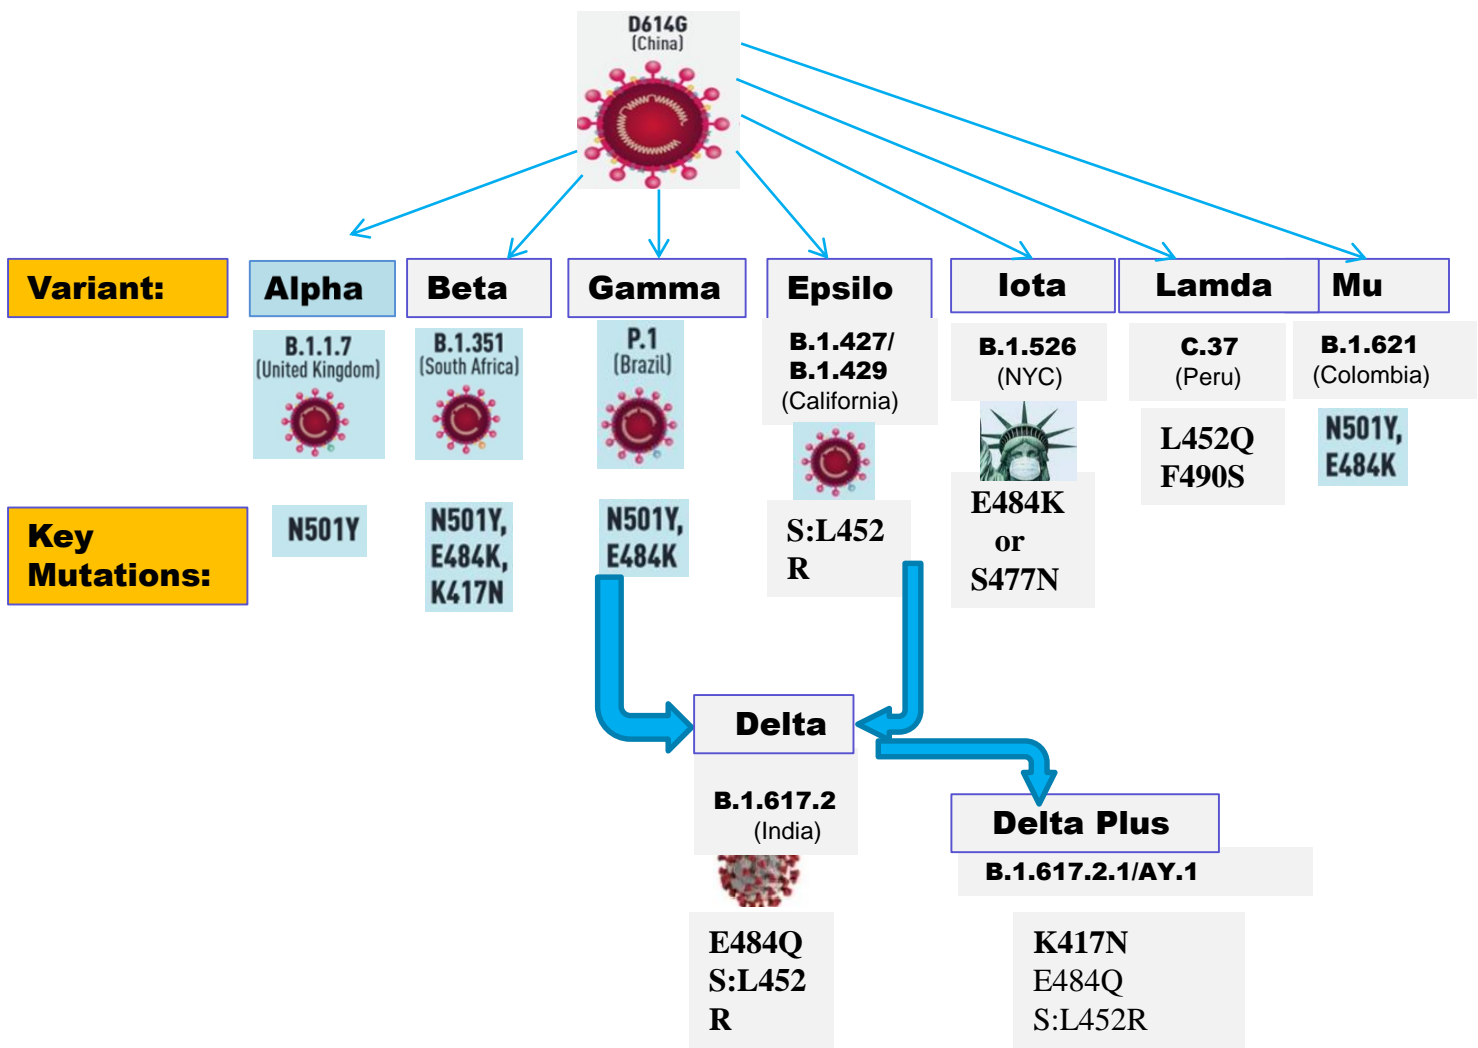 D614G
(China)
Variant:
Alpha
Beta
Gamma
Epsilo
Iota
Lamda
Mu
B.1.1.7
(United Kingdom)
B.1.351
(South Africa)
P.1
(Brazil)
B.1.427/
B.1.429
(California)
B.1.526
(NYC)
C.37
(Peru)
B.1.621
(Colombia)
Key
Mutations:
N501Y
N501Y,
E484K,
K417N
N501Y,
E484K
S:L452
R
E484K
or
S477N
L452Q
F490S
N501Y,
E484K
Delta
B.1.617.2
(India)
E484Q
S:L452
R
Delta Plus
B.1.617.2.1/AY.1
K417N
E484Q
S:L452R